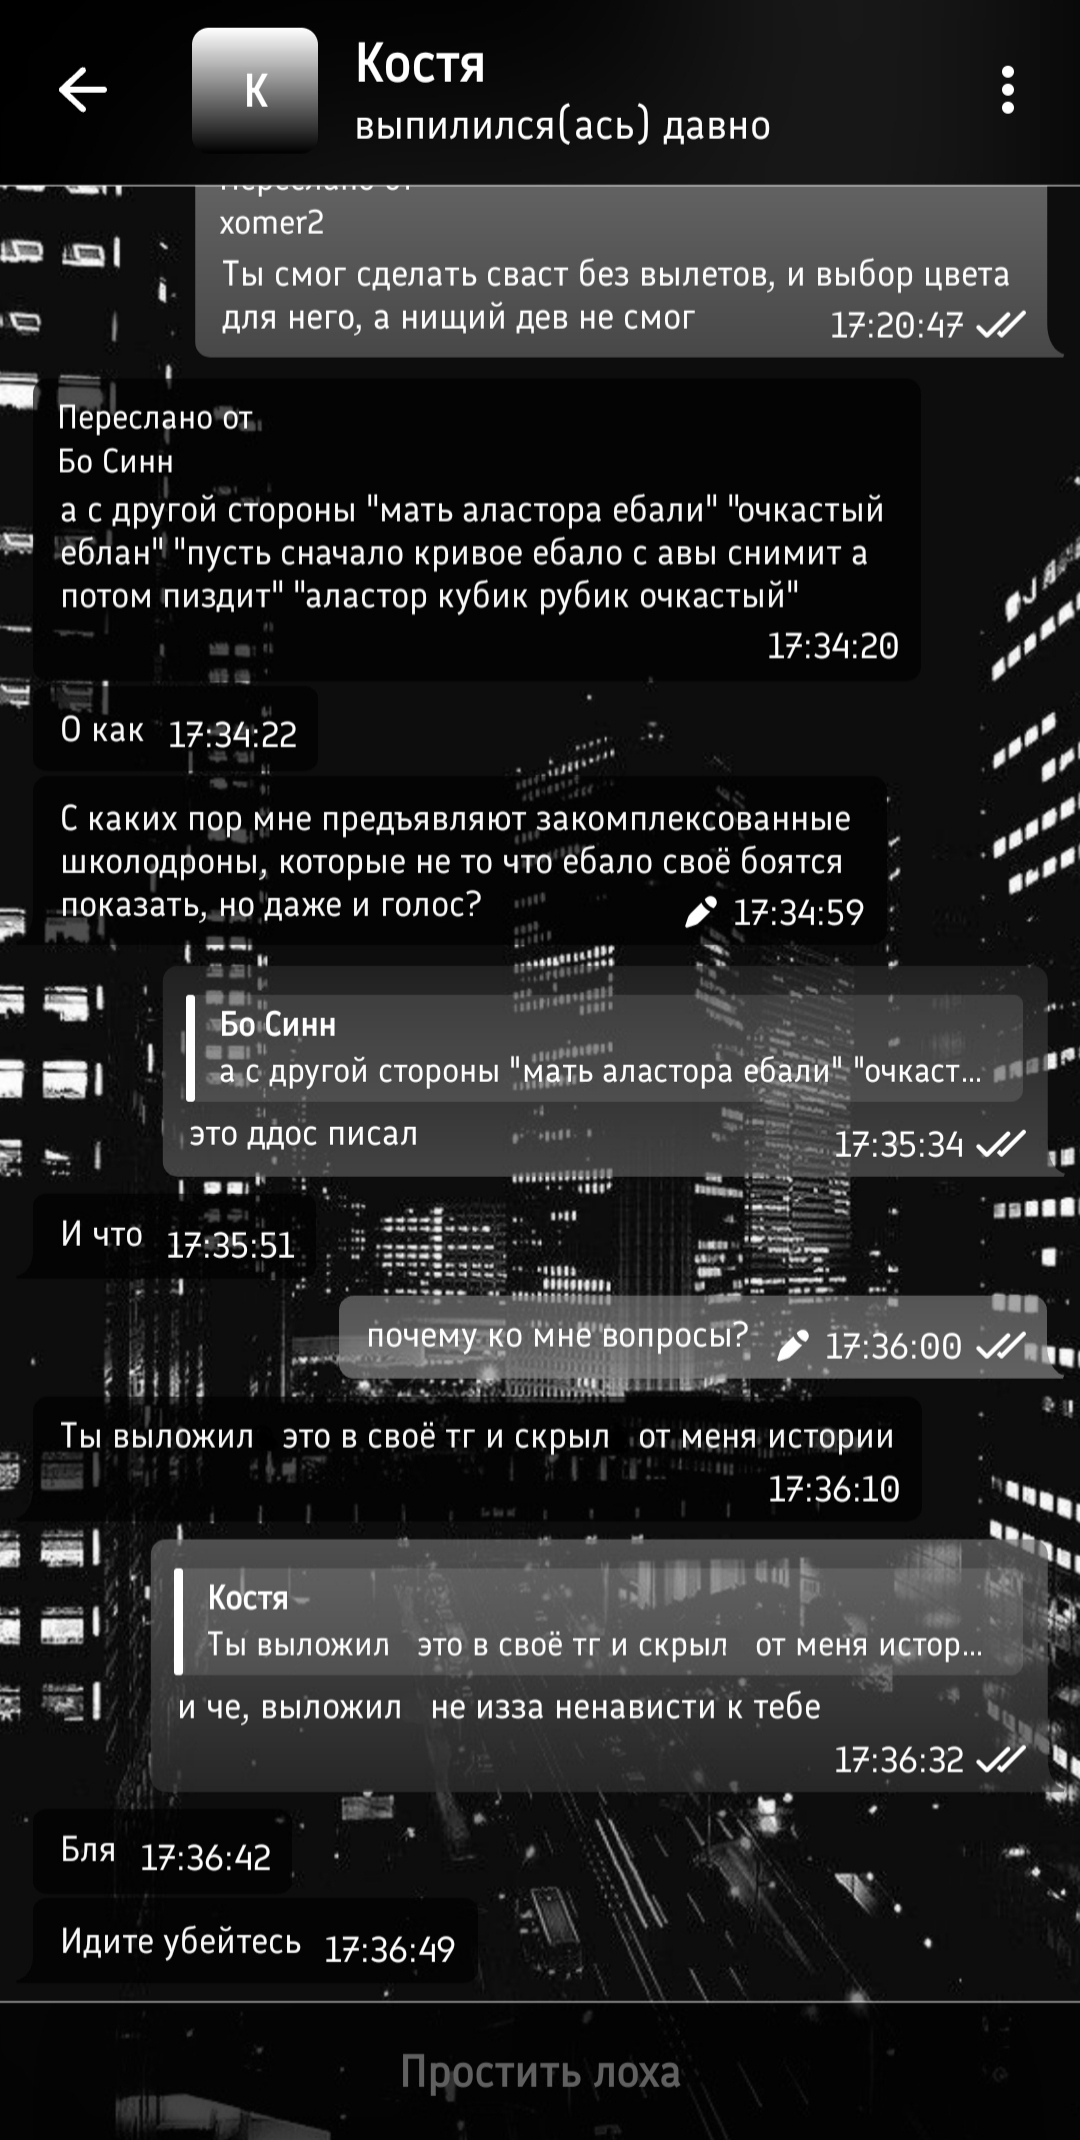 К
Костя
выпилился(ась) давно
Переслано от
xomer2
Ты смог сделать сваст без вылетов, и выбор цвета
для него, а нищий дев не смог
17:20:47
Переслано от
Бо Синн
а с другой стороны "мать аластора ебали" "очкастый
еблан" "пусть сначало кривое ебало с авы снимит а
потом пиздит" "аластор кубик рубик очкастый"
17:34:20
О как 17:34:22
С каких пор мне предъявляют закомплексованные
школодроны, которые не то что ебало своё боятся
показать, но даже и голос?
17:34:59
Бо Синн
а с другой стороны "мать аластора ебали" "очкаст...
это ддос писал
17:35:34
И что 17:35:51
почему ко мне вопросы? 17:36:00
Ты выложил это в своё тг и скрыл от меня истории
17:36:10
Костя
Ты выложил это в своё тг и скрыл от меня истор...
и че, выложил не изза ненависти к тебе
17:36:32
Бля 17:36:42
Идите убейтесь 17:36:49
Простить лоха